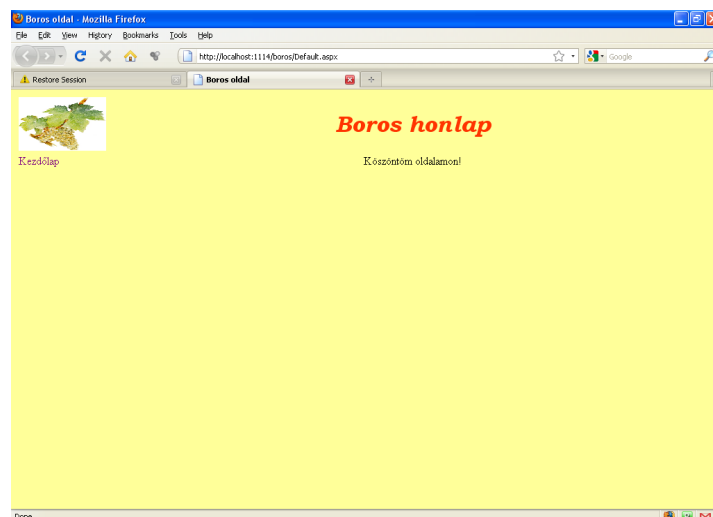 Boros oldal - Mozilla Firefox
File Edit View History Bookmarks Tools Help
http://localhost:1114/boros/Default.aspx Google
Restore Session Boros oldal
Boros honlap
Kezdőlap Köszöntöm oldalamon!
Done